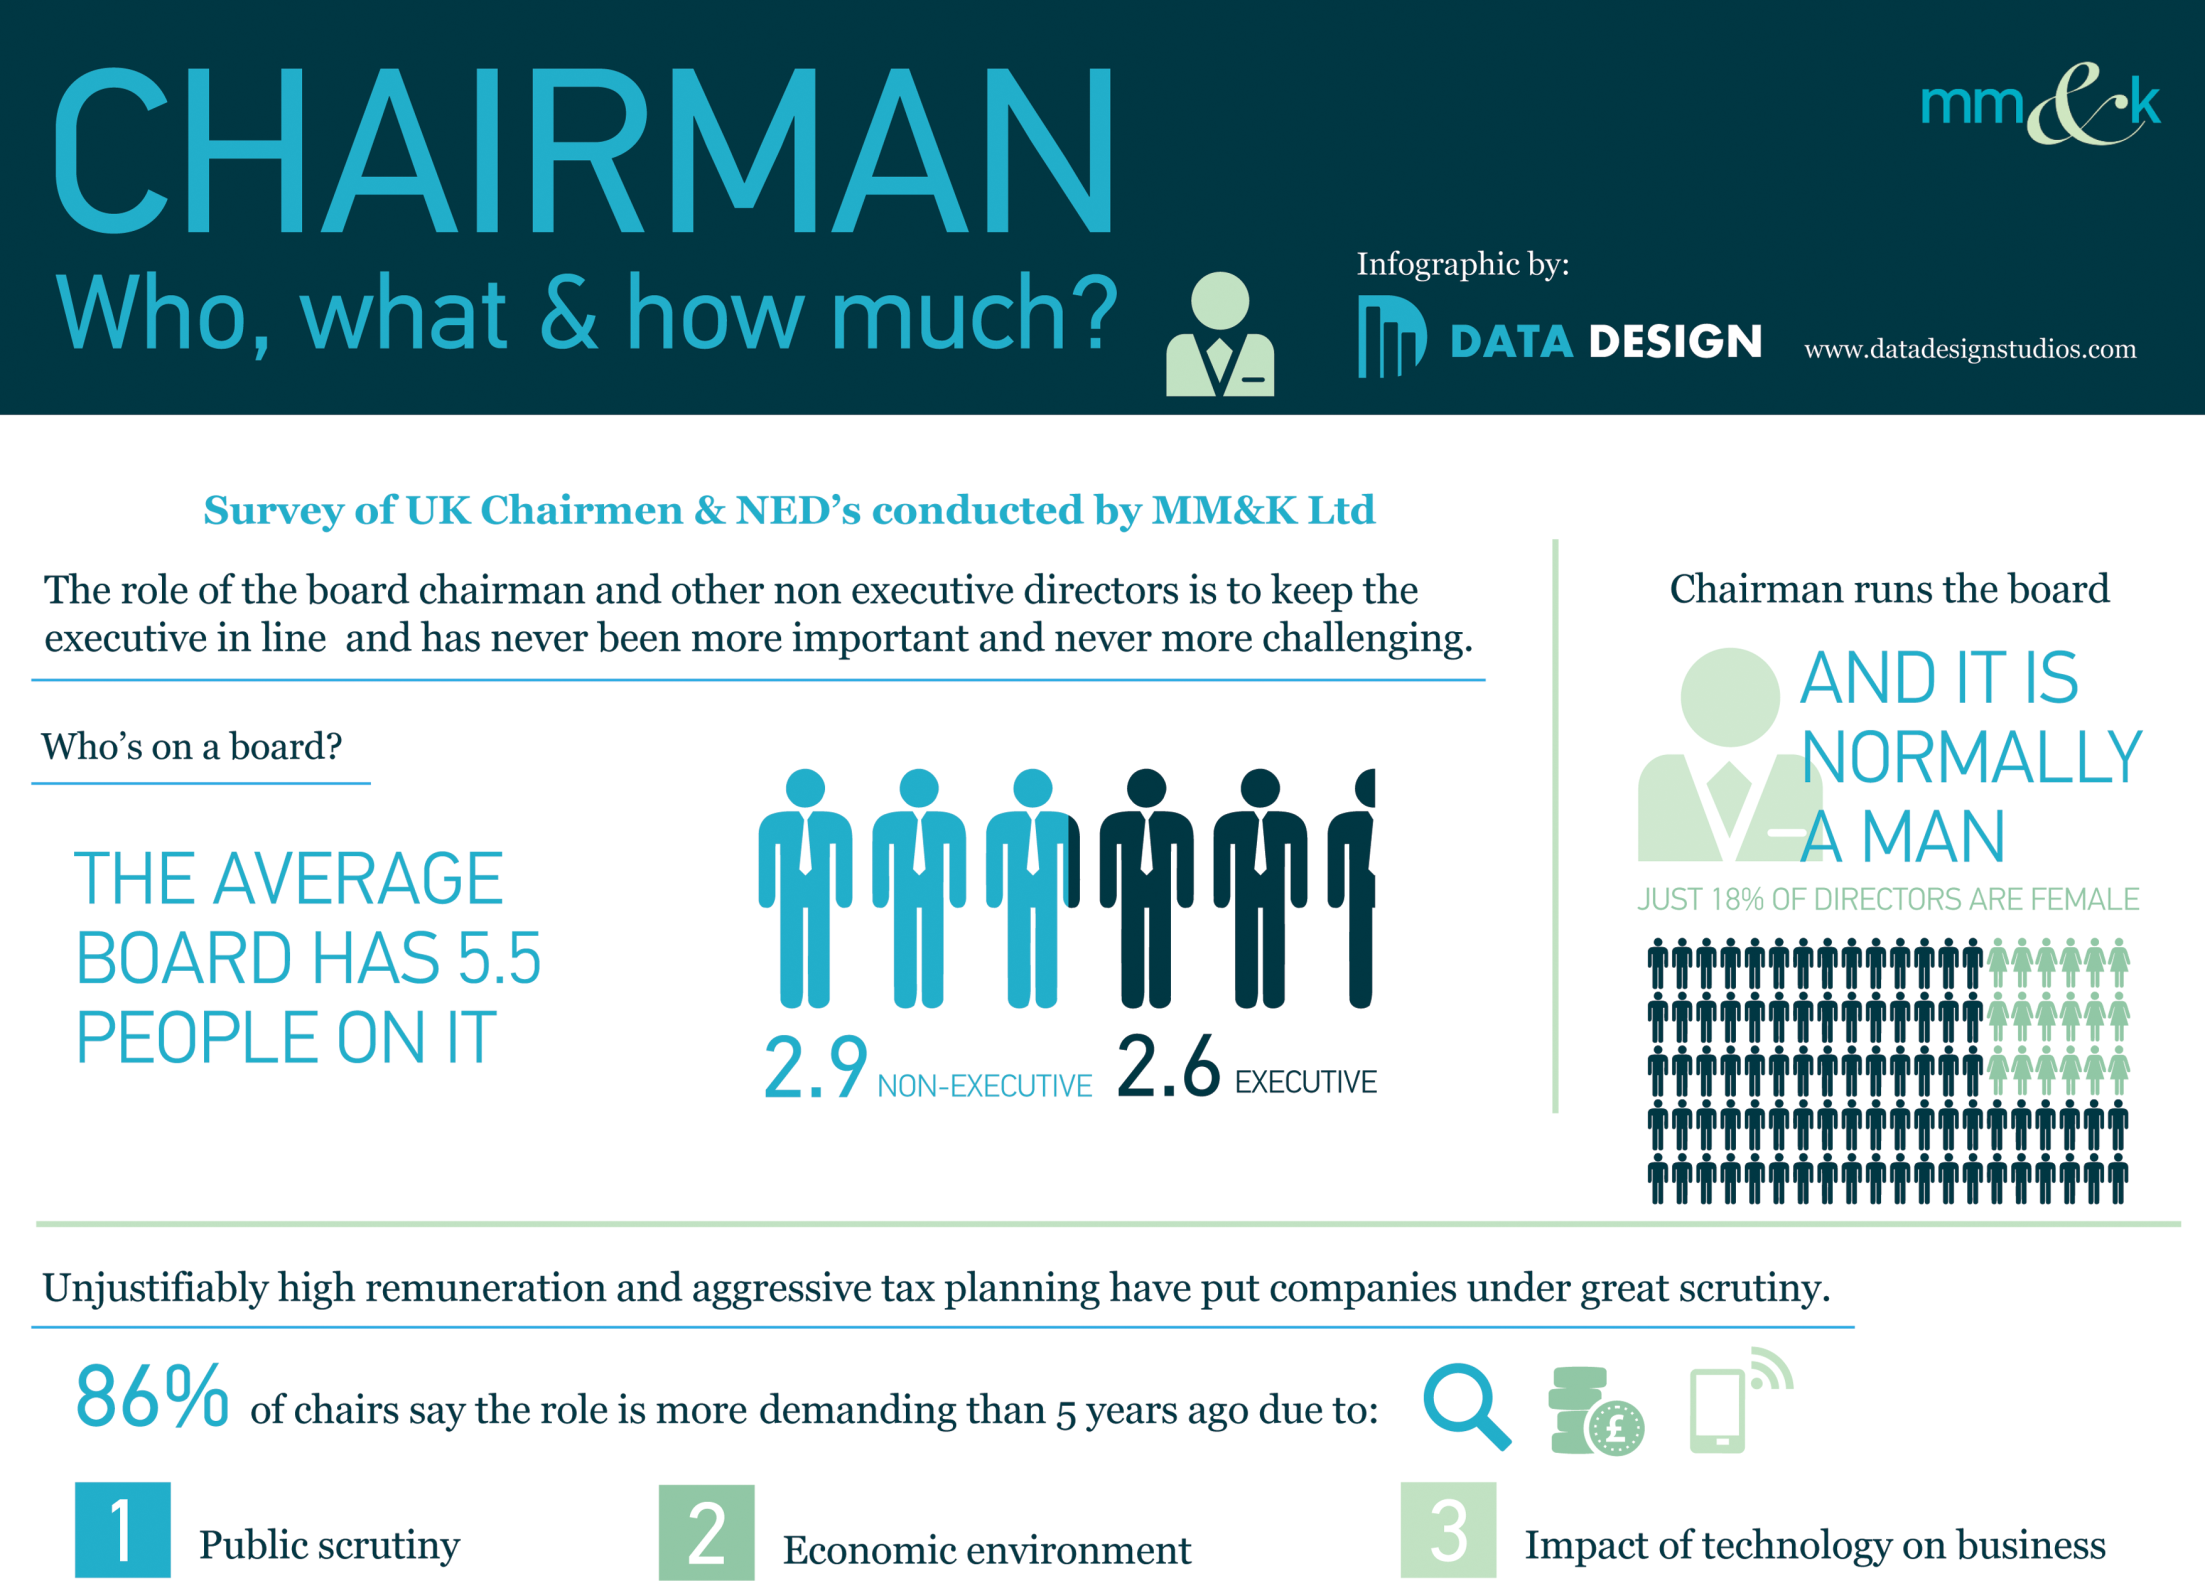 CHAIRMAN
Who, what & how much?
mm&k
Infographic by:
DATA DESIGN
www.datadesignstudios.com
Survey of UK Chairmen & NED’s conducted by MM&K Ltd
The role of the board chairman and other non executive directors is to keep the
executive in line  and has never been more important and never more challenging.
Who’s on a board?
THE AVERAGE
BOARD HAS 5.5
PEOPLE ON IT
2.9 NON-EXECUTIVE
2.6 EXECUTIVE
Chairman runs the board
AND IT IS
NORMALLY
A MAN
JUST 18% OF DIRECTORS ARE FEMALE
Unjustifiably high remuneration and aggressive tax planning have put companies under great scrutiny.
86% of chairs say the role is more demanding than 5 years ago due to:
£
1 Public scrutiny
2 Economic environment
3 Impact of technology on business